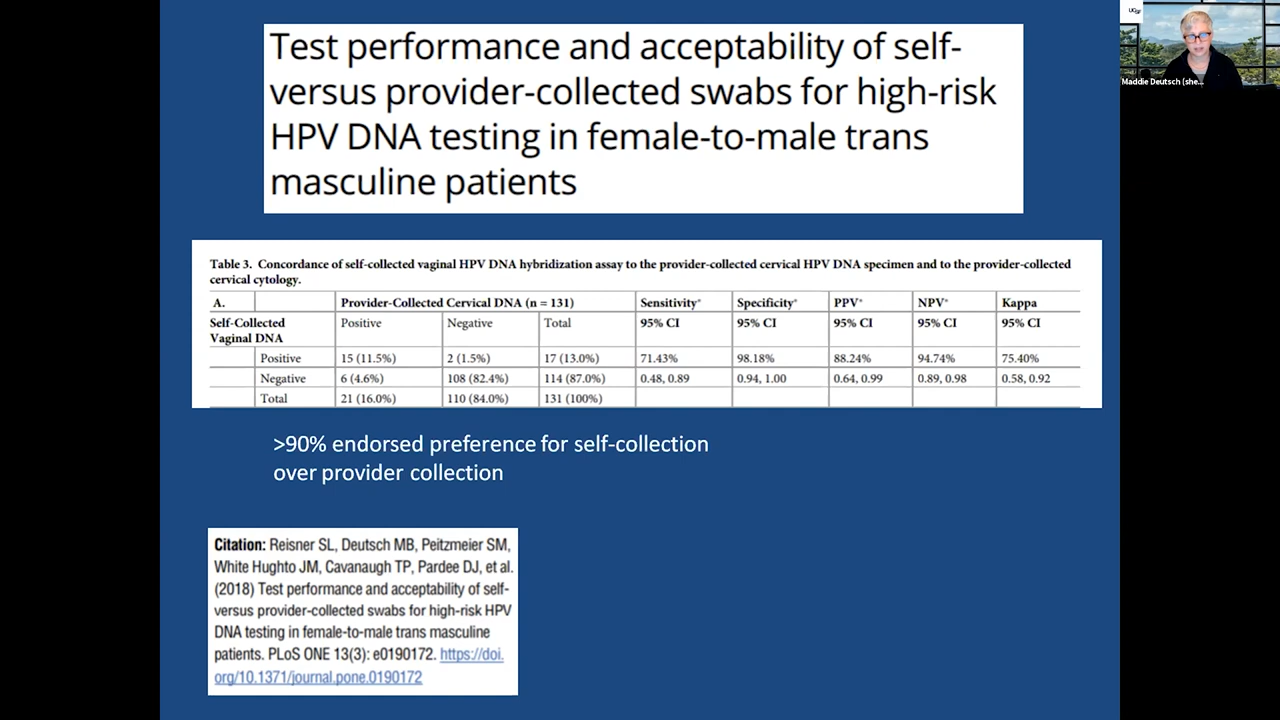 Test performance and acceptability of self-
versus provider-collected swabs for high-risk
HPV DNA testing in female-to-male trans
masculine patients
UCSF
Maddie Deutsch (she...
Table 3. Concordance of self-collected vaginal HPV DNA hybridization assay to the provider-collected cervical HPV DNA specimen and to the provider-collected
cervical cytology.
A. Provider-Collected Cervical DNA (n = 131) Sensitivity* Specificity* PPV* NPV* Kappa
Self-Collected Positive Negative Total 95% CI 95% CI 95% CI 95% CI 95% CI
Vaginal DNA
Positive 15 (11.5%) 2 (1.5%) 17 (13.0%) 71.43% 98.18% 88.24% 94.74% 75.40%
Negative 6 (4.6%) 108 (82.4%) 114 (87.0%) 0.48, 0.89 0.94, 1.00 0.64, 0.99 0.89, 0.98 0.58, 0.92
Total 21 (16.0%) 110 (84.0%) 131 (100%)
>90% endorsed preference for self-collection
over provider collection
Citation: Reisner SL, Deutsch MB, Peitzmeier SM,
White Hughto JM, Cavanaugh TP, Pardee DJ, et al.
(2018) Test performance and acceptability of self-
versus provider-collected swabs for high-risk HPV
DNA testing in female-to-male trans masculine
patients. PLoS ONE 13(3): e0190172. https://doi.
org/10.1371/journal.pone.0190172